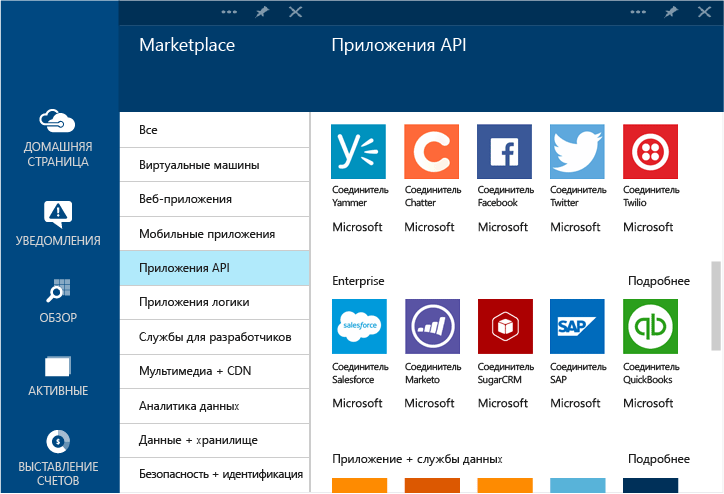 Marketplace
Приложения API
ДОМАШНЯЯ
СТРАНИЦА
УВЕДОМЛЕНИЯ
ОБЗОР
АКТИВНЫЕ
ВЫСТАВЛЕНИЕ
СЧЕТОВ
Все
Виртуальные машины
Веб-приложения
Мобильные приложения
Приложения API
Приложения логики
Службы для разработчиков
Мультимедиа + CDN
Аналитика данных
Данные + хранилище
Безопасность + идентификация
Соединитель Соединитель Соединитель Соединитель Соединитель
Yammer Chatter Facebook Twitter Twilio
Microsoft Microsoft Microsoft Microsoft Microsoft
Enterprise Подробнее
salesforce SAP qb
Соединитель Соединитель Соединитель Соединитель Соединитель
Salesforce Marketo SugarCRM SAP QuickBooks
Microsoft Microsoft Microsoft Microsoft Microsoft
Приложение + службы данных Подробнее